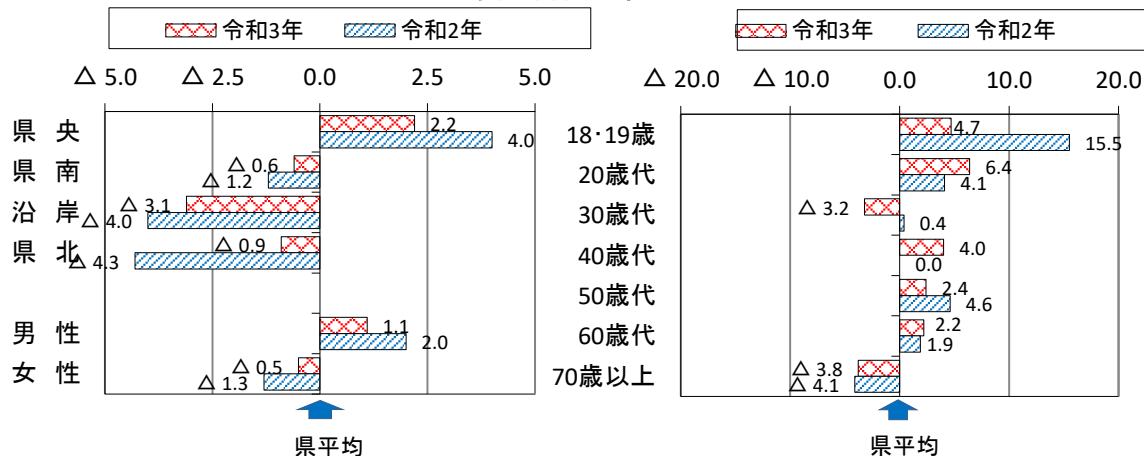 令和3年 令和2年
△ 5.0 △ 2.5 0.0 2.5 5.0
県 央 2.2
4.0
県 南 △ 0.6
△ 1.2
沿 岸 △ 3.1
△ 4.0
県 北 △ 0.9
△ 4.3
男 性 1.1
2.0
女 性 △ 0.5
△ 1.3
県平均
令和3年 令和2年
△ 20.0 △ 10.0 0.0 10.0 20.0
18・19歳 4.7
15.5
20歳代 6.4
4.1
30歳代 △ 3.2
0.4
40歳代 4.0
0.0
50歳代 2.4
4.6
60歳代 2.2
1.9
70歳以上 △ 3.8
△ 4.1
県平均